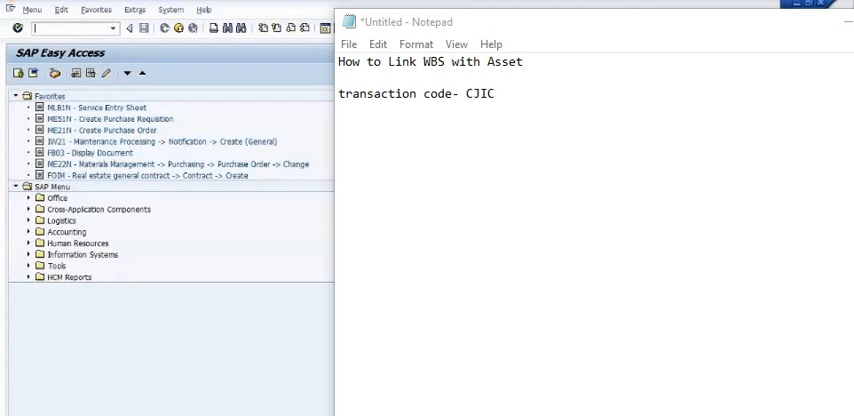 Menu Edit Favorites Extras System Help
SAP Easy Access
Favorites
MLB1N - Service Entry Sheet
ME51N - Create Purchase Requisition
ME21N - Create Purchase Order
IW21 - Maintenance Processing -> Notification -> Create (General)
FB03 - Display Document
ME22N - Materials Management -> Purchasing -> Purchase Order -> Change
FOIM - Real estate general contract -> Contract -> Create
SAP Menu
Office
Cross-Application Components
Logistics
Accounting
Human Resources
Information Systems
Tools
HCM Reports
*Untitled - Notepad
File Edit Format View Help
How to Link WBS with Asset
transaction code- CJIC